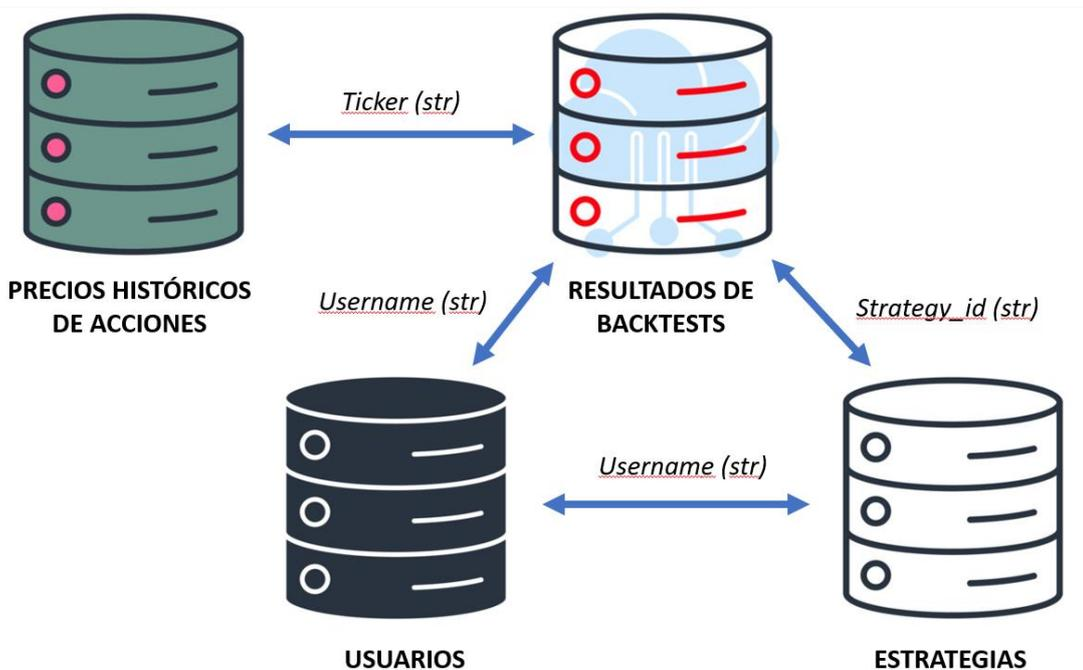 Ticker (str)
PRECIOS HISTÓRICOS
DE ACCIONES
Username (str)
RESULTADOS DE
BACKTESTS
Strategy_id (str)
Username (str)
USUARIOS
ESTRATEGIAS